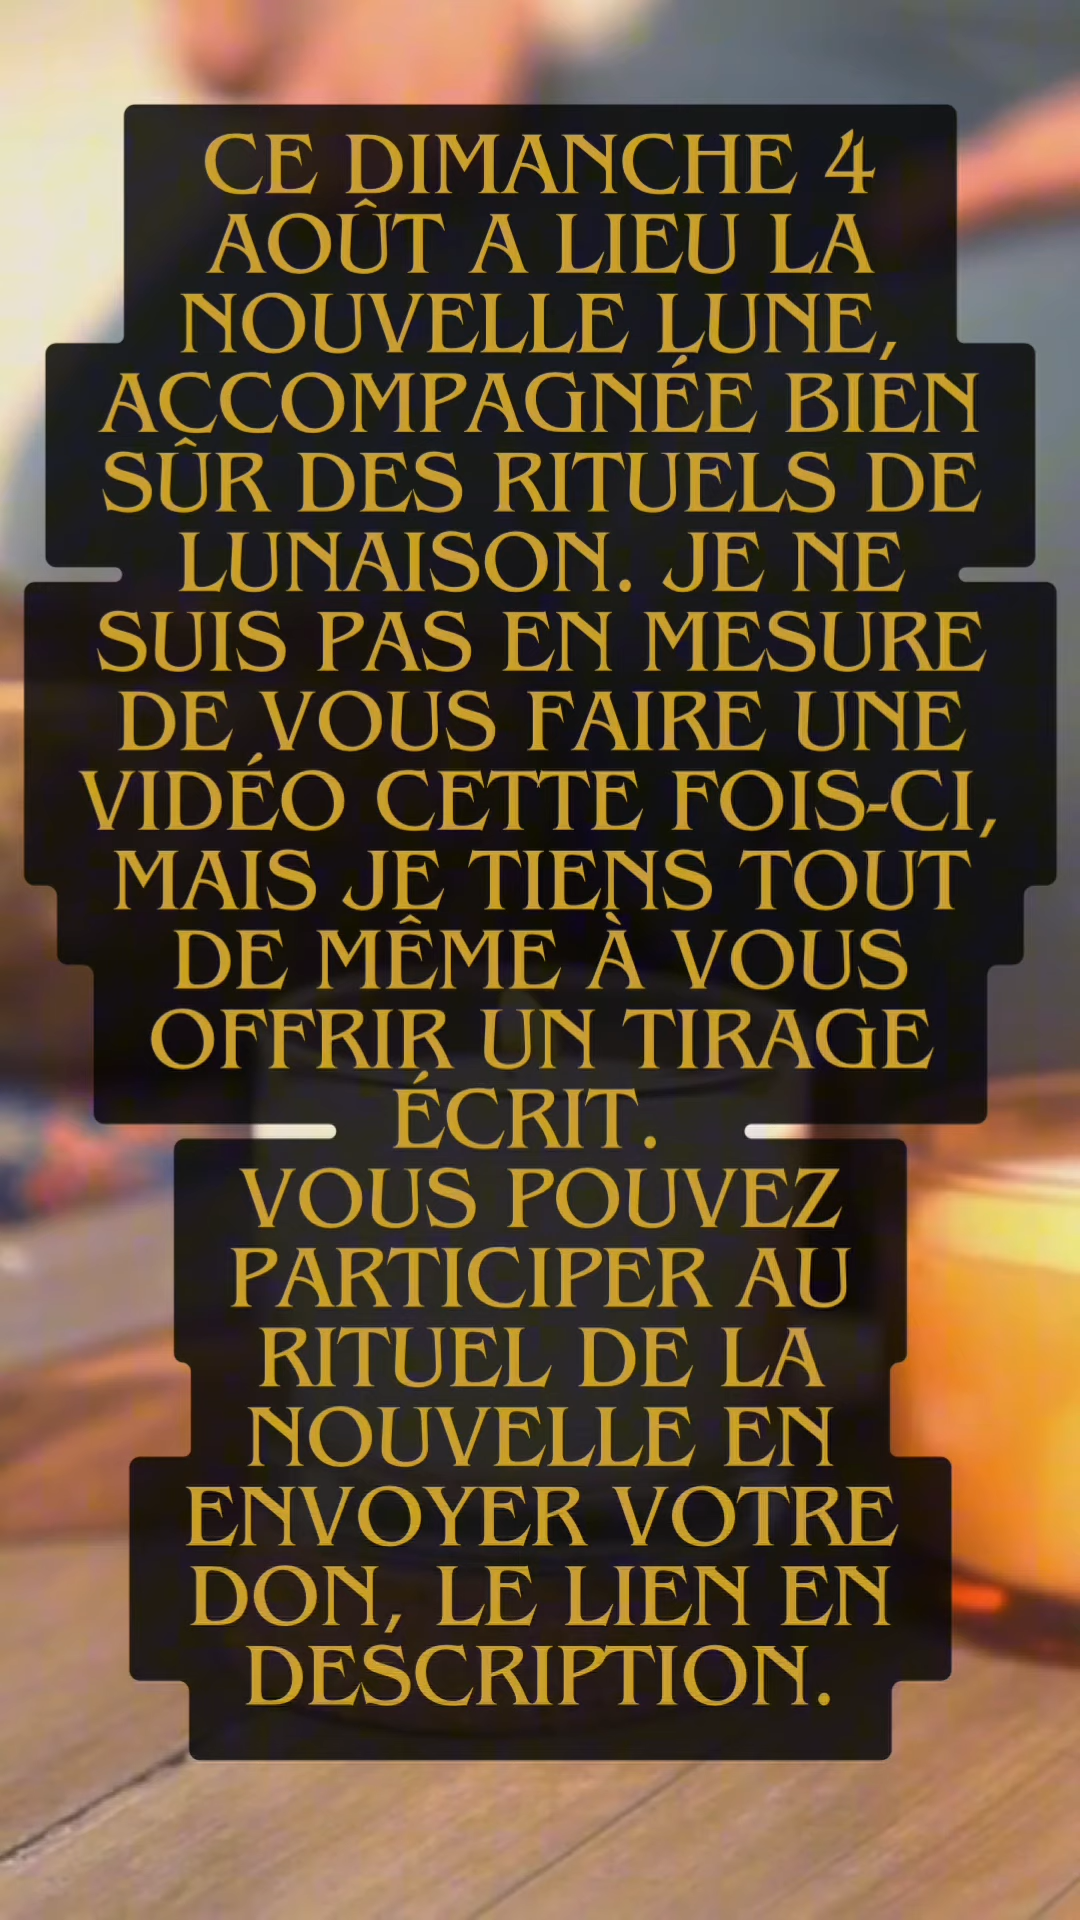 CE DIMANCHE 4
AOÛT A LIEU LA
NOUVELLE LUNE,
ACCOMPAGNÉE BIEN
SÛR DES RITUELS DE
LUNAISON. JE NE
SUIS PAS EN MESURE
DE VOUS FAIRE UNE
VIDÉO CETTE FOIS-CI,
MAIS JE TIENS TOUT
DE MÊME À VOUS
OFFRIR UN TIRAGE
ÉCRIT.
VOUS POUVEZ
PARTICIPER AU
RITUEL DE LA
NOUVELLE EN
ENVOYER VOTRE
DON, LE LIEN EN
DESCRIPTION.